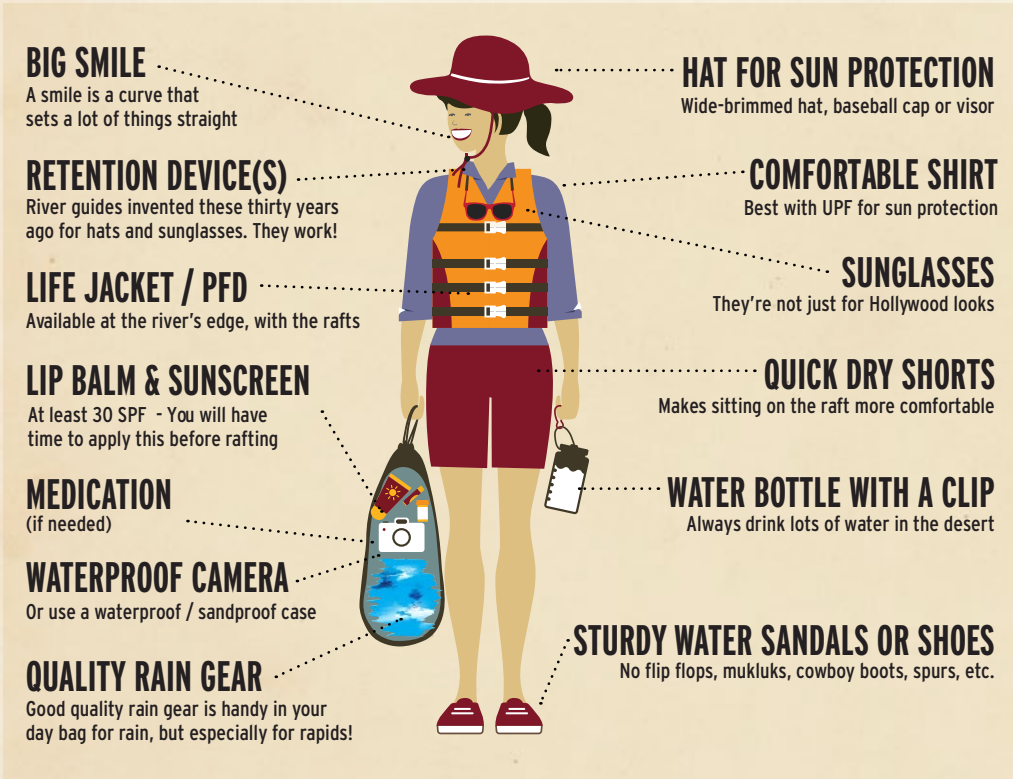 BIG SMILE
A smile is a curve that
sets a lot of things straight
RETENTION DEVICE(S)
River guides invented these thirty years
ago for hats and sunglasses. They work!
LIFE JACKET / PFD
Available at the river's edge, with the rafts
LIP BALM & SUNSCREEN
At least 30 SPF - You will have
time to apply this before rafting
MEDICATION
(if needed)
WATERPROOF CAMERA
Or use a waterproof / sandproof case
QUALITY RAIN GEAR
Good quality rain gear is handy in your
day bag for rain, but especially for rapids!
HAT FOR SUN PROTECTION
Wide-brimmed hat, baseball cap or visor
COMFORTABLE SHIRT
Best with UPF for sun protection
SUNGLASSES
They're not just for Hollywood looks
QUICK DRY SHORTS
Makes sitting on the raft more comfortable
WATER BOTTLE WITH A CLIP
Always drink lots of water in the desert
STURDY WATER SANDALS OR SHOES
No flip flops, mukluks, cowboy boots, spurs, etc.